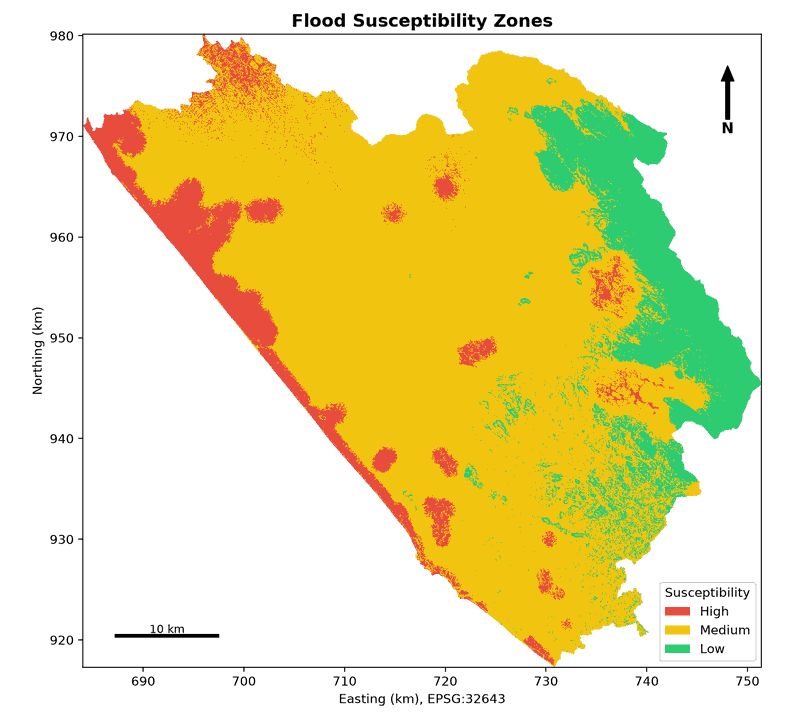 Flood Susceptibility Zones
980
970
960
950
940
930
920
Northing (km)
N
10 km
Susceptibility
High
Medium
Low
690 700 710 720 730 740 750
Easting (km), EPSG:32643